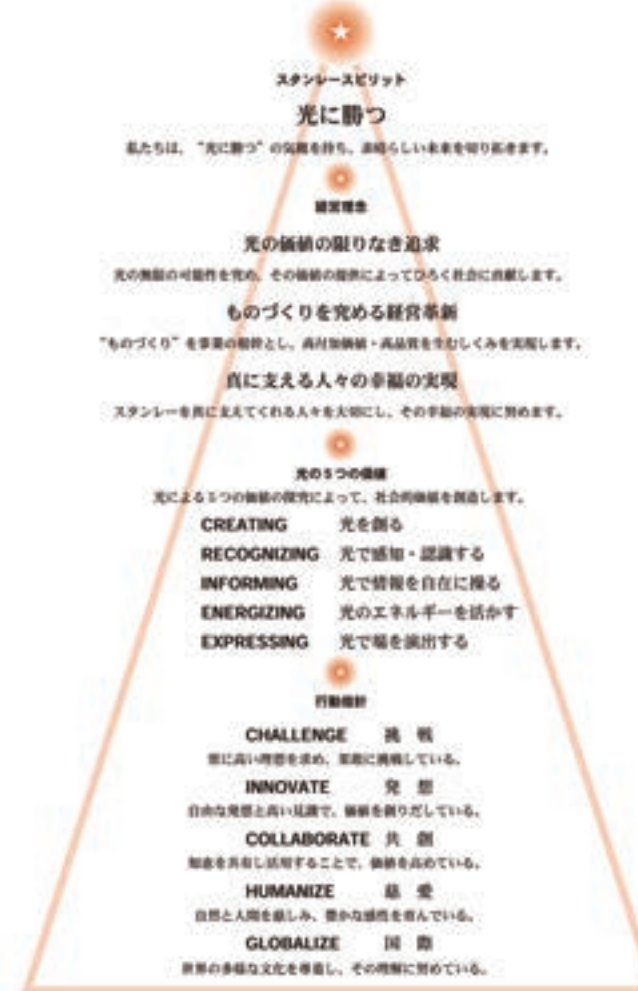 スタンレースピリット
光に勝つ
私たちは、“光に勝つ”の気概を持ち、素晴らしい未来を切り拓きます。
経営理念
光の価値の限りなき追求
光の無限の可能性を究め、その価値の提供によってひろく社会に貢献します。
ものづくりを究める経営革新
“ものづくり”を事業の根幹とし、高付加価値・高品質を生むしくみを実現します。
真に支える人々の幸福の実現
スタンレーを真に支えてくれる人々を大切にし、その幸福の実現に努めます。
光の5つの価値
光による5つの価値の探究によって、社会的価値を創造します。
CREATING 光を創る
RECOGNIZING 光で感知・認識する
INFORMING 光で情報を自在に操る
ENERGIZING 光のエネルギーを活かす
EXPRESSING 光で場を演出する
行動指針
CHALLENGE 挑 戦
常に高い理想を求め、果敢に挑戦している。
INNOVATE 発 想
自由な発想と高い見識で、価値を創りだしている。
COLLABORATE 共 創
知恵を共有し活用することで、価値を高めている。
HUMANIZE 慈 愛
自然と人間を慈しみ、豊かな感性を育んでいる。
GLOBALIZE 国 際
世界の多様な文化を尊重し、その理解に努めている。